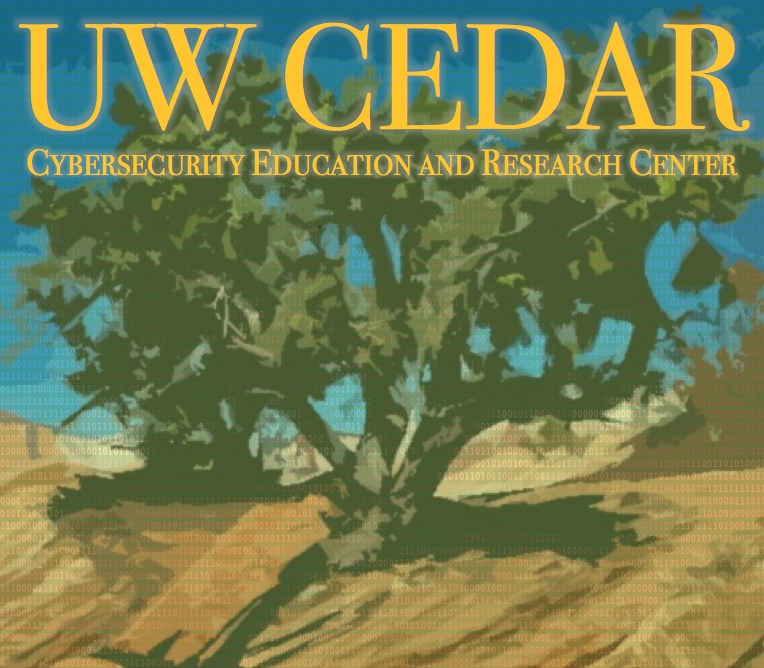 UW CEDAR
CYBERSECURITY EDUCATION AND RESEARCH CENTER